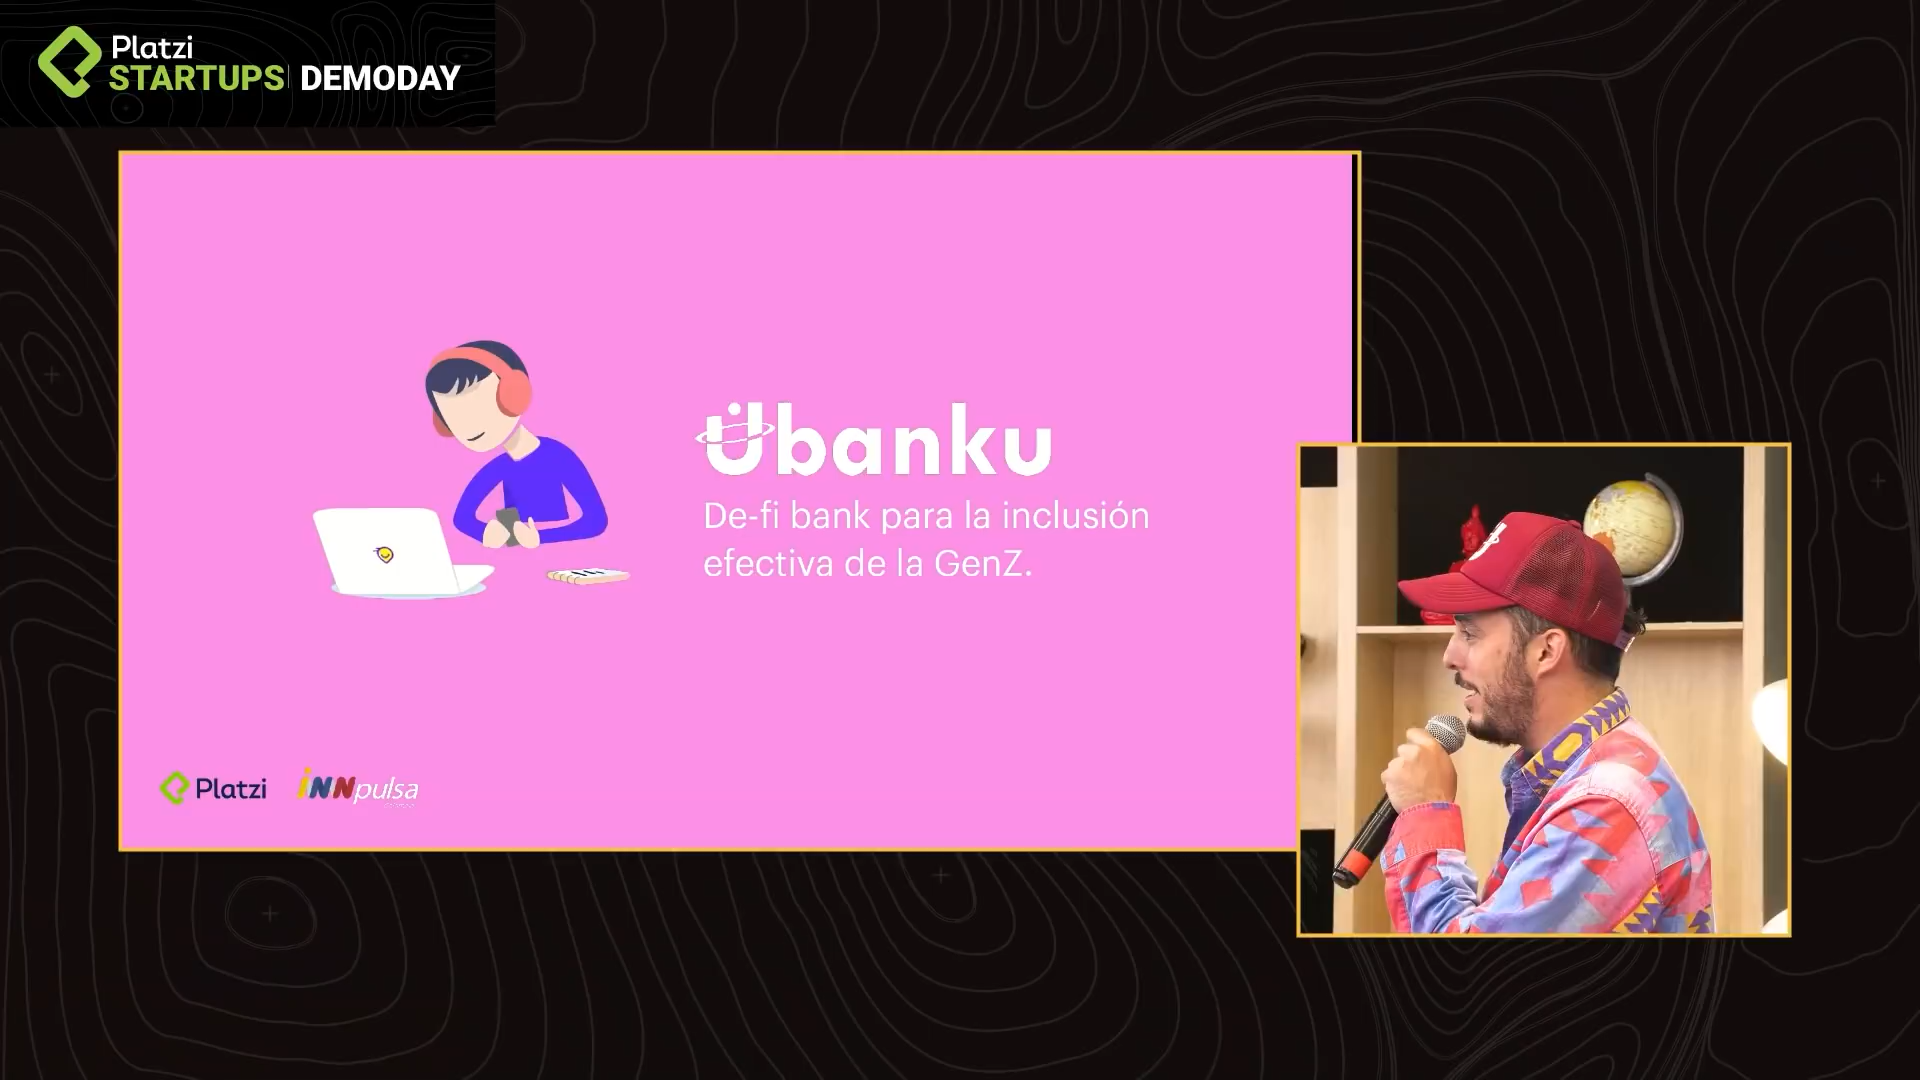 Platzi
STARTUPS DEMODAY
Übanku
De-fi bank para la inclusión
efectiva de la GenZ.
Platzi iNNpulsa